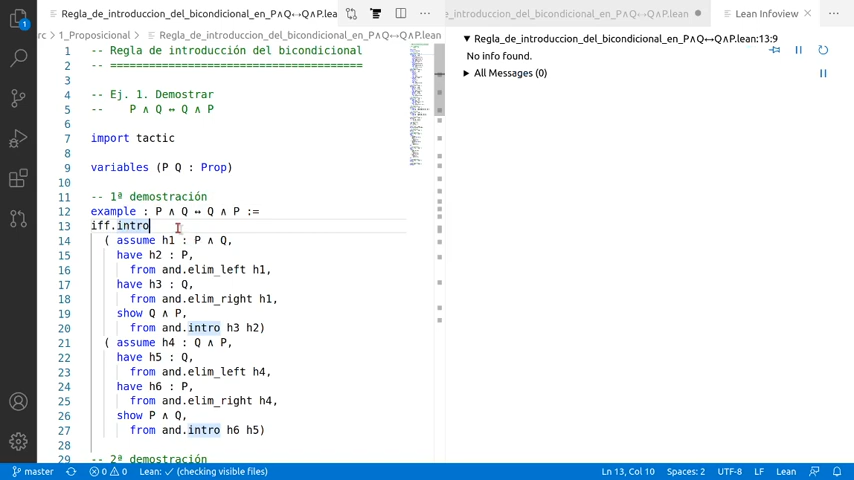 Regla_de_introduccion_del_bicondicional_en_P∧Q↔Q∧P.lean
de_introduccion_del_bicondicional_en_P∧Q↔Q∧P.lean
Lean Infoview
rc > 1_Proposicional > Regla_de_introduccion_del_bicondicional_en_P∧Q↔Q∧P.lean
1 -- Regla de introducción del bicondicional
2 -- =======================================
3
4 -- Ej. 1. Demostrar
5 --    P ∧ Q ↔ Q ∧ P
6
7 import tactic
8
9 variables (P Q : Prop)
10
11 -- 1ª demostración
12 example : P ∧ Q ↔ Q ∧ P :=
13 iff.intro
14   ( assume h1 : P ∧ Q,
15     have h2 : P,
16       from and.elim_left h1,
17     have h3 : Q,
18       from and.elim_right h1,
19     show Q ∧ P,
20       from and.intro h3 h2)
21   ( assume h4 : Q ∧ P,
22     have h5 : Q,
23       from and.elim_left h4,
24     have h6 : P,
25       from and.elim_right h4,
26     show P ∧ Q,
27       from and.intro h6 h5)
28
29 -- 2ª demostración
Regla_de_introduccion_del_bicondicional_en_P∧Q↔Q∧P.lean:13:9
No info found.
All Messages (0)
1
master
0 0
Lean: ✓ (checking visible files)
Ln 13, Col 10
Spaces: 2
UTF-8
LF
Lean